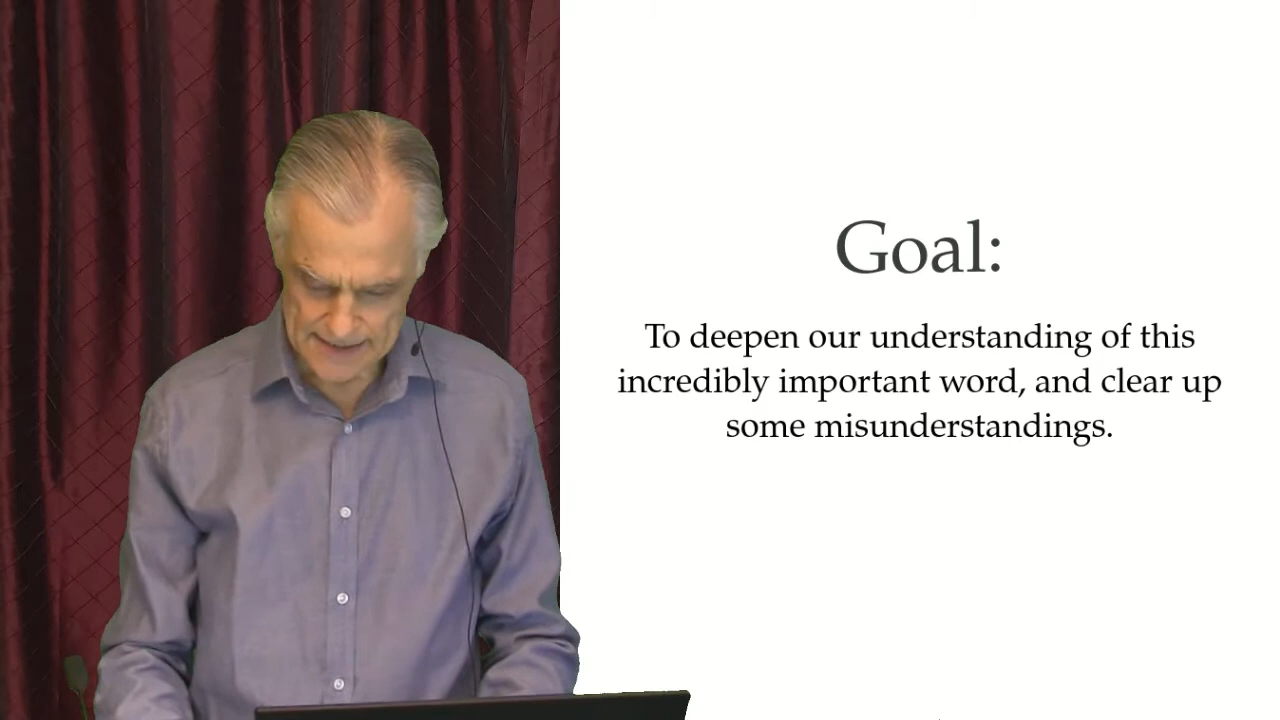 Goal:
To deepen our understanding of this
incredibly important word, and clear up
some misunderstandings.